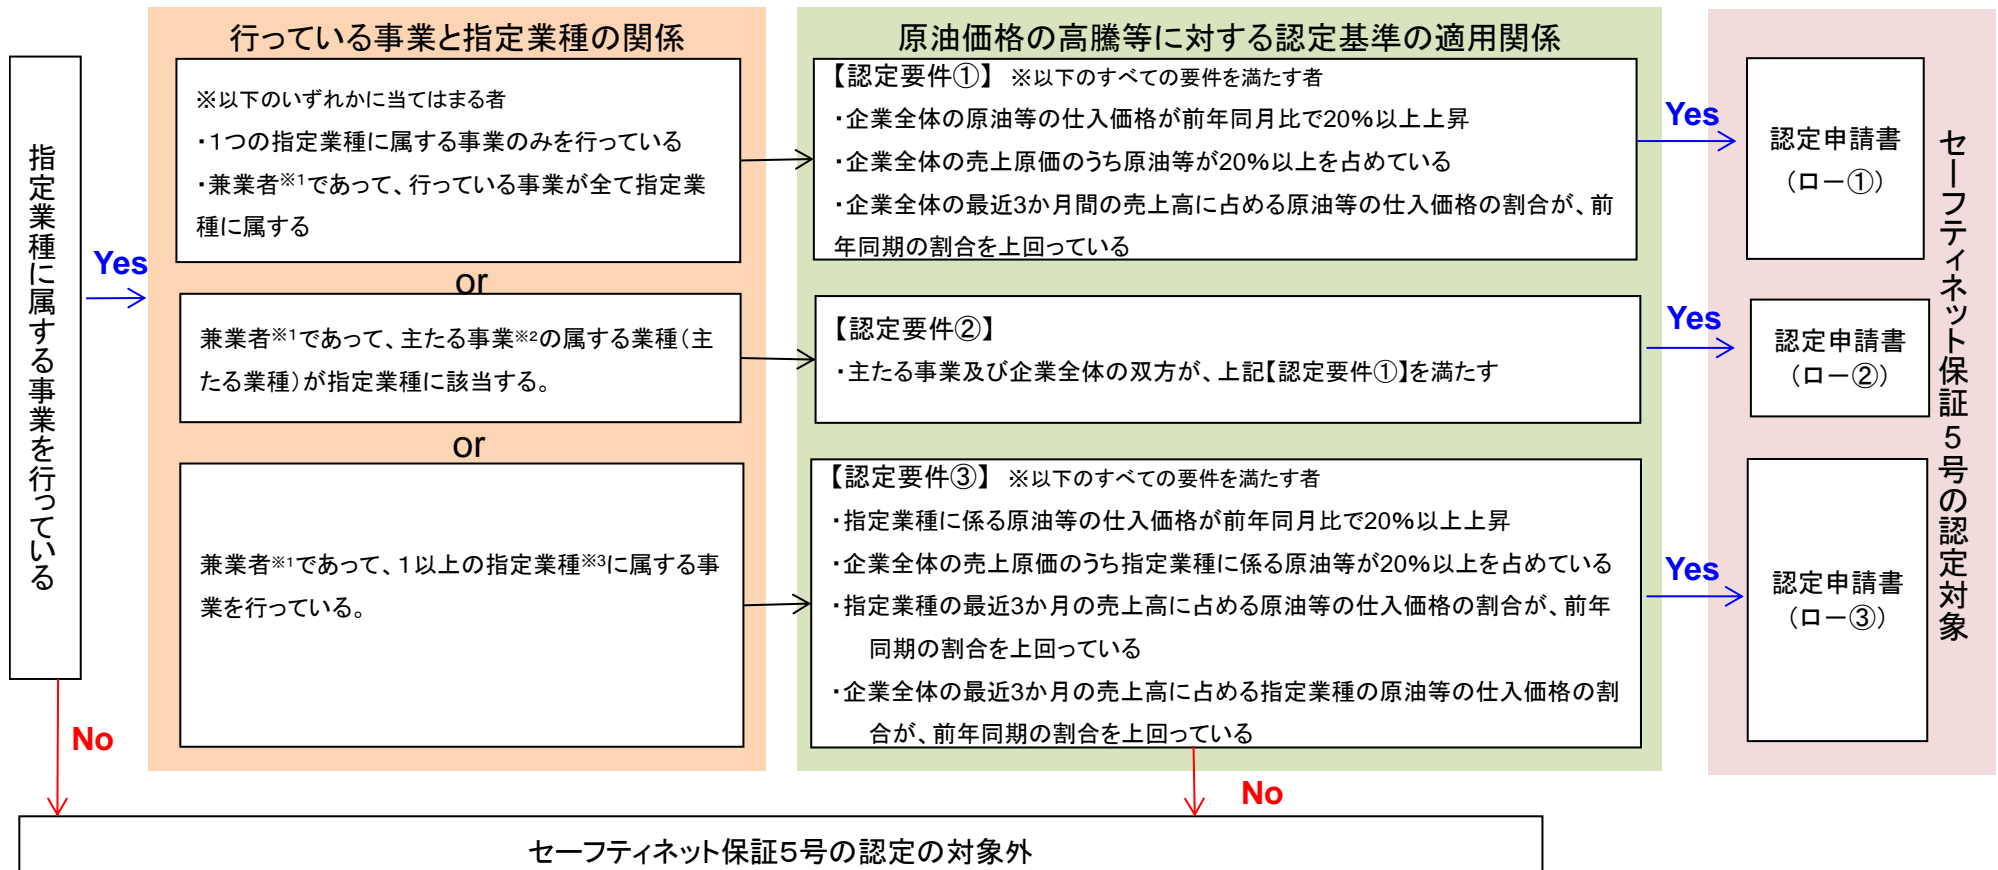 指定業種に属する事業を行っている
Yes
No
行っている事業と指定業種の関係
※以下のいずれかに当てはまる者
・１つの指定業種に属する事業のみを行っている
・兼業者※1であって、行っている事業が全て指定業
種に属する
or
兼業者※1であって、主たる事業※2の属する業種（主
たる業種）が指定業種に該当する。
or
兼業者※1であって、１以上の指定業種※3に属する事
業を行っている。
原油価格の高騰等に対する認定基準の適用関係
【認定要件①】 ※以下のすべての要件を満たす者
・企業全体の原油等の仕入価格が前年同月比で20%以上上昇
・企業全体の売上原価のうち原油等が20%以上を占めている
・企業全体の最近3か月間の売上高に占める原油等の仕入価格の割合が、前
年同期の割合を上回っている
【認定要件②】
・主たる事業及び企業全体の双方が、上記【認定要件①】を満たす
【認定要件③】 ※以下のすべての要件を満たす者
・指定業種に係る原油等の仕入価格が前年同月比で20%以上上昇
・企業全体の売上原価のうち指定業種に係る原油等が20%以上を占めている
・指定業種の最近3か月の売上高に占める原油等の仕入価格の割合が、前年
同期の割合を上回っている
・企業全体の最近3か月の売上高に占める指定業種の原油等の仕入価格の割
合が、前年同期の割合を上回っている
Yes
Yes
Yes
No
認定申請書
（ロー①）
認定申請書
（ロー②）
認定申請書
（ロー③）
セーフティネット保証５号の認定対象
セーフティネット保証５号の認定の対象外